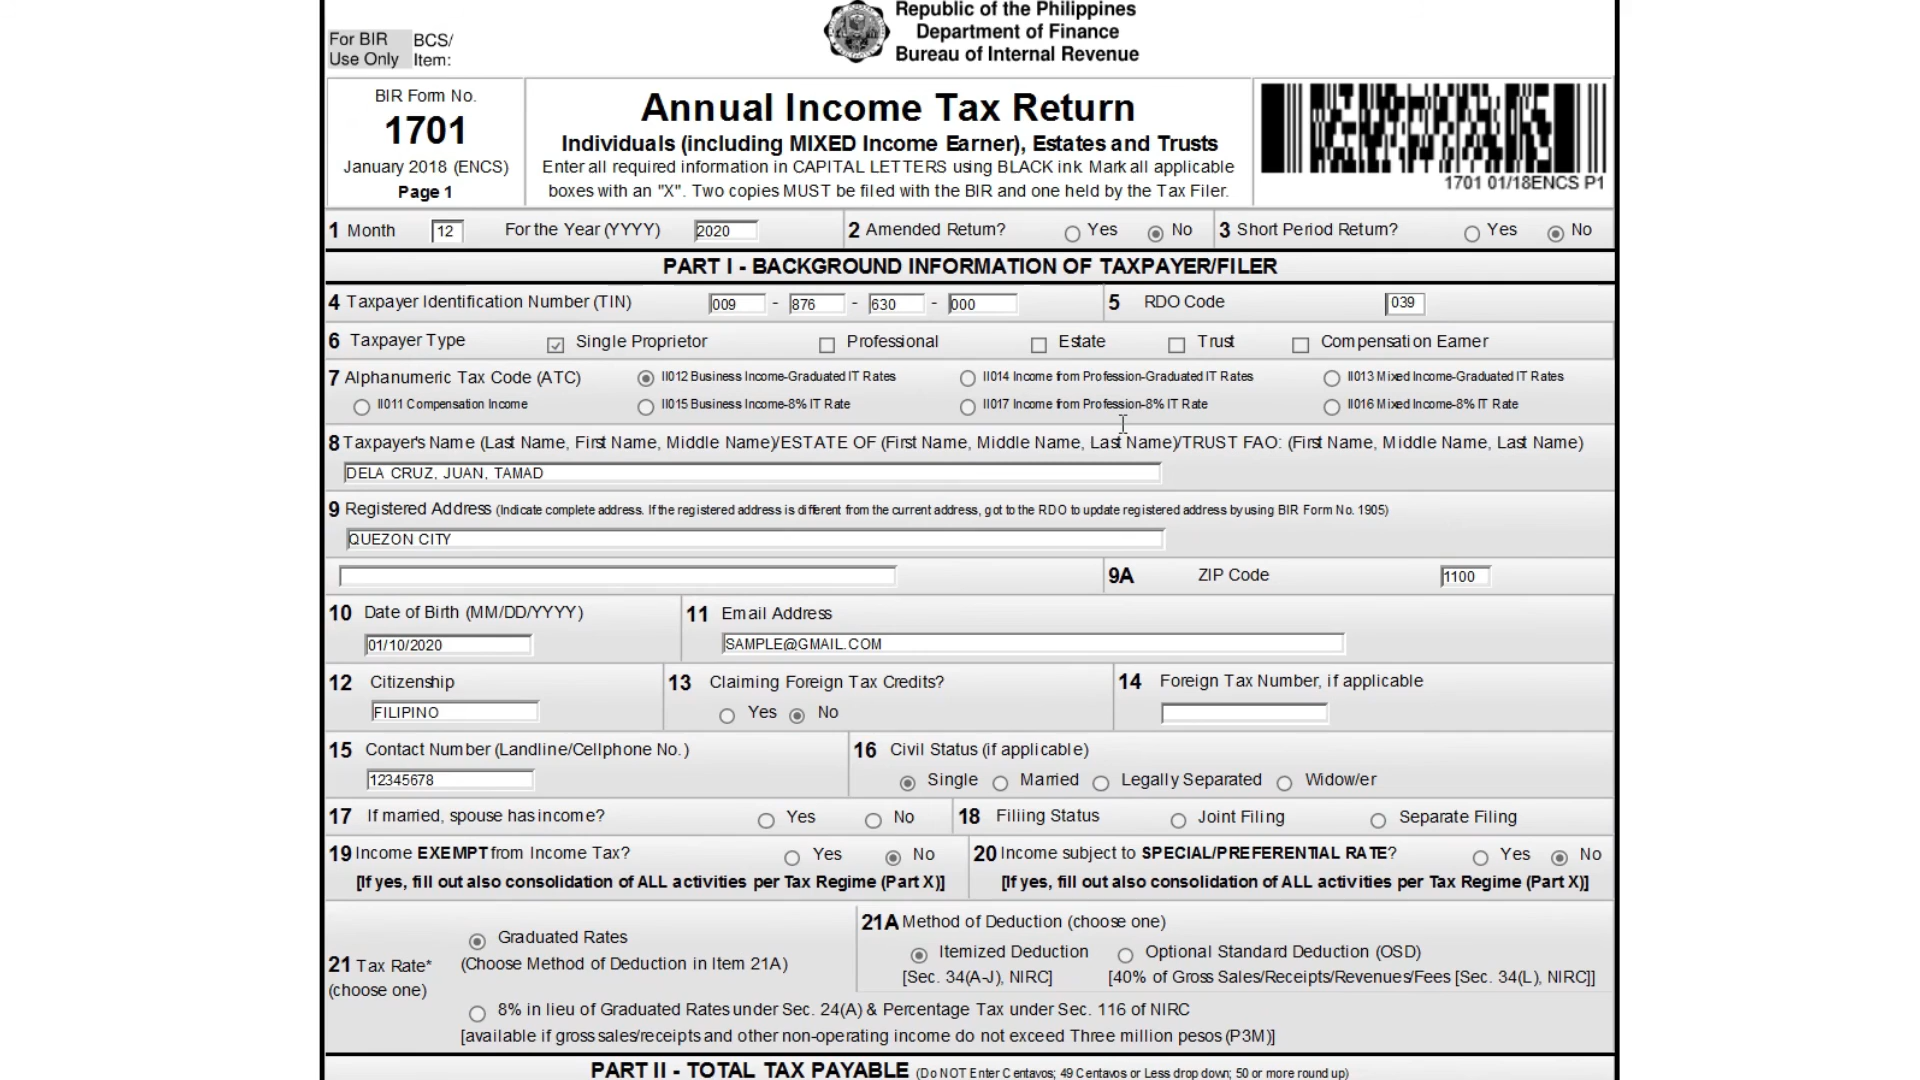 Republic of the Philippines
Department of Finance
Bureau of Internal Revenue
For BIR Use Only
BCS/ Item:
BIR Form No.
1701
January 2018 (ENCS)
Page 1
Annual Income Tax Return
Individuals (including MIXED Income Earner), Estates and Trusts
Enter all required information in CAPITAL LETTERS using BLACK ink Mark all applicable
boxes with an "X". Two copies MUST be filed with the BIR and one held by the Tax Filer.
1701 01/18ENCS P1
1 Month 12 For the Year (YYYY) 2020 2 Amended Return? Yes No 3 Short Period Return? Yes No
PART I - BACKGROUND INFORMATION OF TAXPAYER/FILER
4 Taxpayer Identification Number (TIN) 009 - 876 - 630 - 000 5 RDO Code 039
6 Taxpayer Type Single Proprietor Professional Estate Trust Compensation Earner
7 Alphanumeric Tax Code (ATC) II012 Business Income-Graduated IT Rates II014 Income from Profession-Graduated IT Rates II013 Mixed Income-Graduated IT Rates
II011 Compensation Income II015 Business Income-8% IT Rate II017 Income from Profession-8% IT Rate II016 Mixed Income-8% IT Rate
8 Taxpayer's Name (Last Name, First Name, Middle Name)/ESTATE OF (First Name, Middle Name, Last Name)/TRUST FAO: (First Name, Middle Name, Last Name)
DELA CRUZ, JUAN, TAMAD
9 Registered Address (Indicate complete address. If the registered address is different from the current address, got to the RDO to update registered address by using BIR Form No. 1905)
QUEZON CITY
9A ZIP Code 1100
10 Date of Birth (MM/DD/YYYY) 11 Email Address
01/10/2020 SAMPLE@GMAIL.COM
12 Citizenship 13 Claiming Foreign Tax Credits? 14 Foreign Tax Number, if applicable
FILIPINO Yes No
15 Contact Number (Landline/Cellphone No.) 16 Civil Status (if applicable)
12345678 Single Married Legally Separated Widow/er
17 If married, spouse has income? Yes No 18 Filiing Status Joint Filing Separate Filing
19 Income EXEMPT from Income Tax? Yes No 20 Income subject to SPECIAL/PREFERENTIAL RATE? Yes No
[If yes, fill out also consolidation of ALL activities per Tax Regime (Part X)] [If yes, fill out also consolidation of ALL activities per Tax Regime (Part X)]
21 Tax Rate* (choose one)
Graduated Rates
(Choose Method of Deduction in Item 21A)
21A Method of Deduction (choose one)
Itemized Deduction Optional Standard Deduction (OSD)
[Sec. 34(A-J), NIRC] [40% of Gross Sales/Receipts/Revenues/Fees [Sec. 34(L), NIRC]]
8% in lieu of Graduated Rates under Sec. 24(A) & Percentage Tax under Sec. 116 of NIRC
[available if gross sales/receipts and other non-operating income do not exceed Three million pesos (P3M)]
PART II - TOTAL TAX PAYABLE (Do NOT Enter Centavos; 49 Centavos or Less drop down; 50 or more round up)